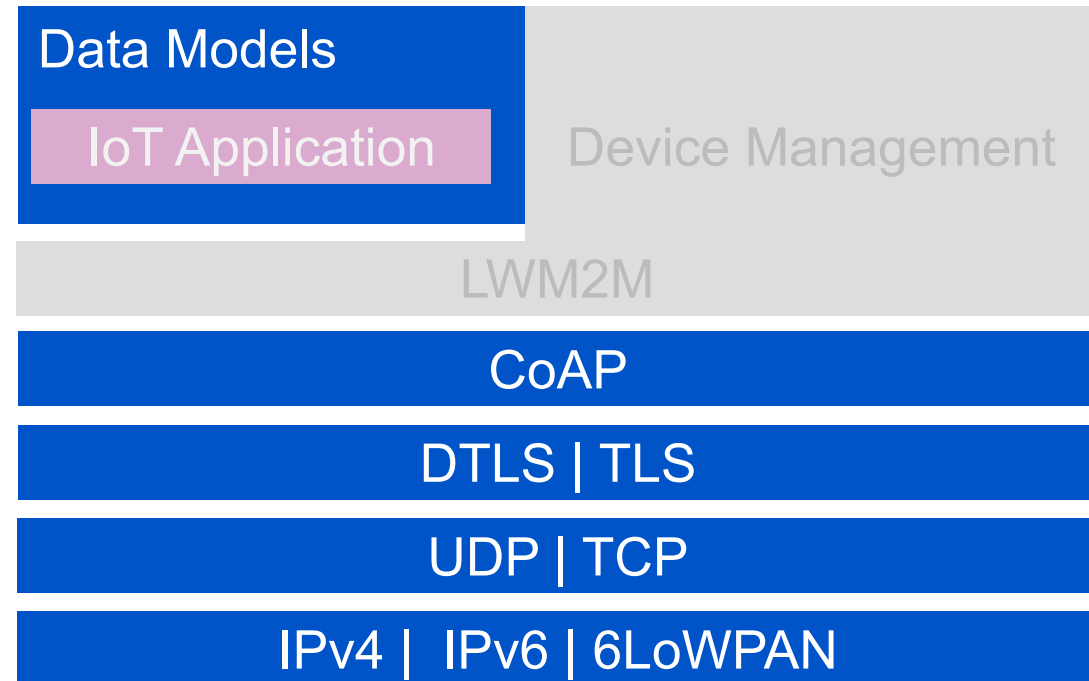 Data Models
IoT Application
Device Management
LWM2M
CoAP
DTLS | TLS
UDP | TCP
IPv4 | IPv6 | 6LoWPAN